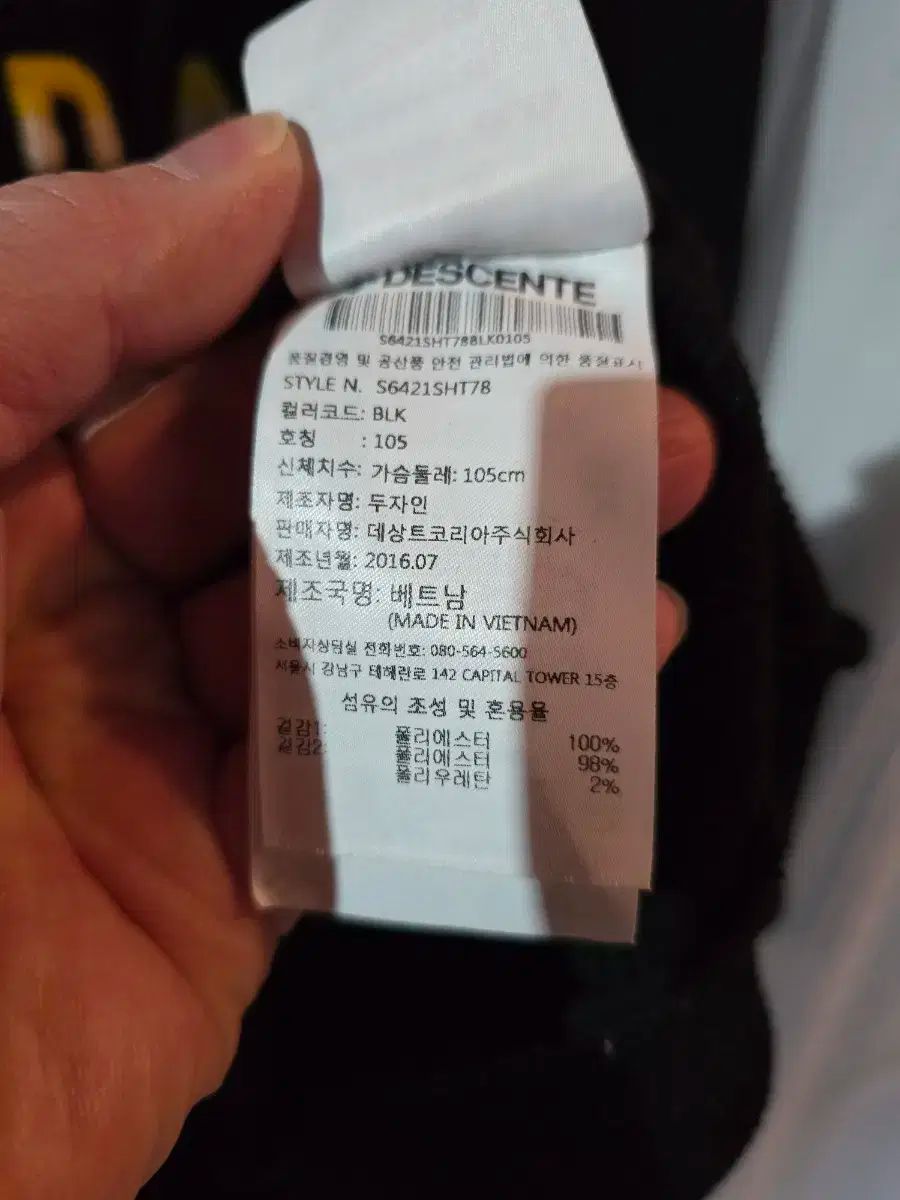 DA
DESCENTE
S6421SHT78BLK0105
품질경영 및 공산품 안전 관리법에 의한 품질표시
STYLE N. S6421SHT78
컬러코드: BLK
호칭 : 105
신체치수: 가슴둘레: 105cm
제조자명: 두자인
판매자명: 데상트코리아주식회사
제조년월: 2016.07
제조국명: 베트남
(MADE IN VIETNAM)
소비자상담실 전화번호: 080-564-5600
서울시 강남구 테헤란로 142 CAPITAL TOWER 15층
섬유의 조성 및 혼용율
겉감1: 폴리에스터 100%
겉감2: 폴리에스터 98%
폴리우레탄 2%